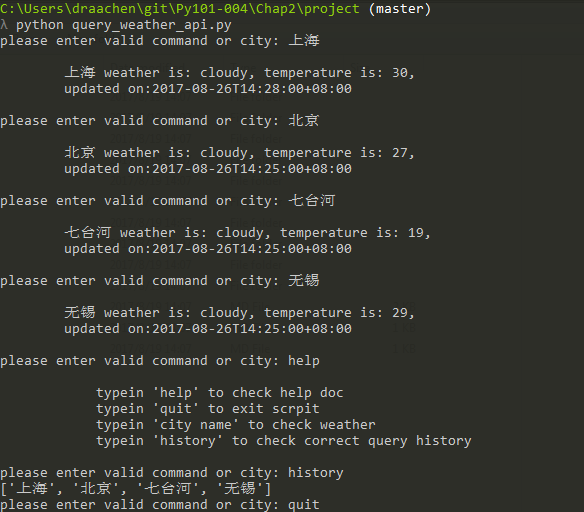 C:\Users\draachen\git\Py101-004\Chap2\project (master)
λ python query_weather_api.py
please enter valid command or city: 上海
上海 weather is: cloudy, temperature is: 30,
updated on:2017-08-26T14:28:00+08:00
please enter valid command or city: 北京
北京 weather is: cloudy, temperature is: 27,
updated on:2017-08-26T14:25:00+08:00
please enter valid command or city: 七台河
七台河 weather is: cloudy, temperature is: 19,
updated on:2017-08-26T14:25:00+08:00
please enter valid command or city: 无锡
无锡 weather is: cloudy, temperature is: 29,
updated on:2017-08-26T14:25:00+08:00
please enter valid command or city: help
typein 'help' to check help doc
typein 'quit' to exit scrpit
typein 'city name' to check weather
typein 'history' to check correct query history
please enter valid command or city: history
['上海', '北京', '七台河', '无锡']
please enter valid command or city: quit